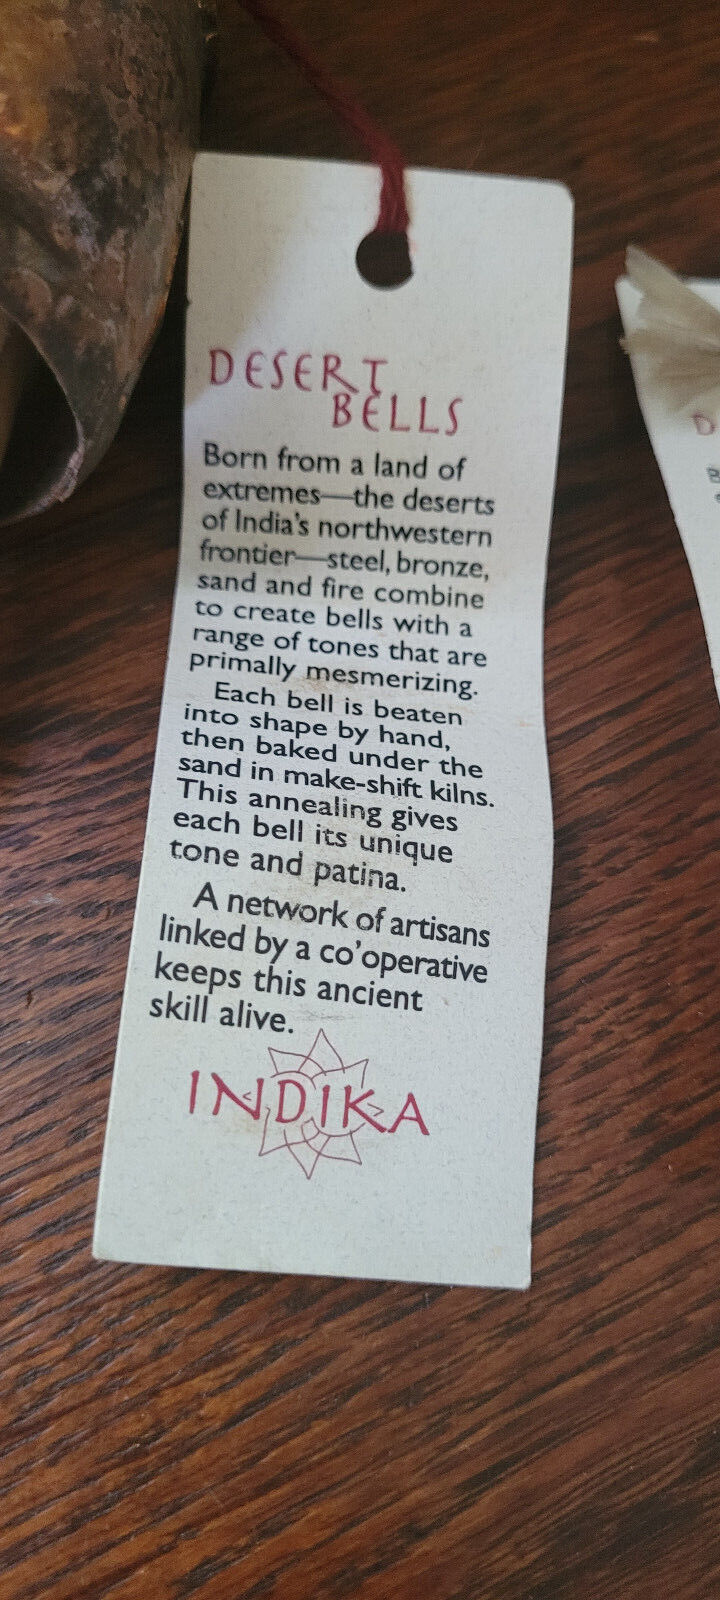 DESERT
BELLS
Born from a land of
extremes—the deserts
of India's northwestern
frontier—steel, bronze,
sand and fire combine
to create bells with a
range of tones that are
primally mesmerizing.
Each bell is beaten
into shape by hand,
then baked under the
sand in make-shift kilns.
This annealing gives
each bell its unique
tone and patina.
A network of artisans
linked by a co'operative
keeps this ancient
skill alive.
INDIKA